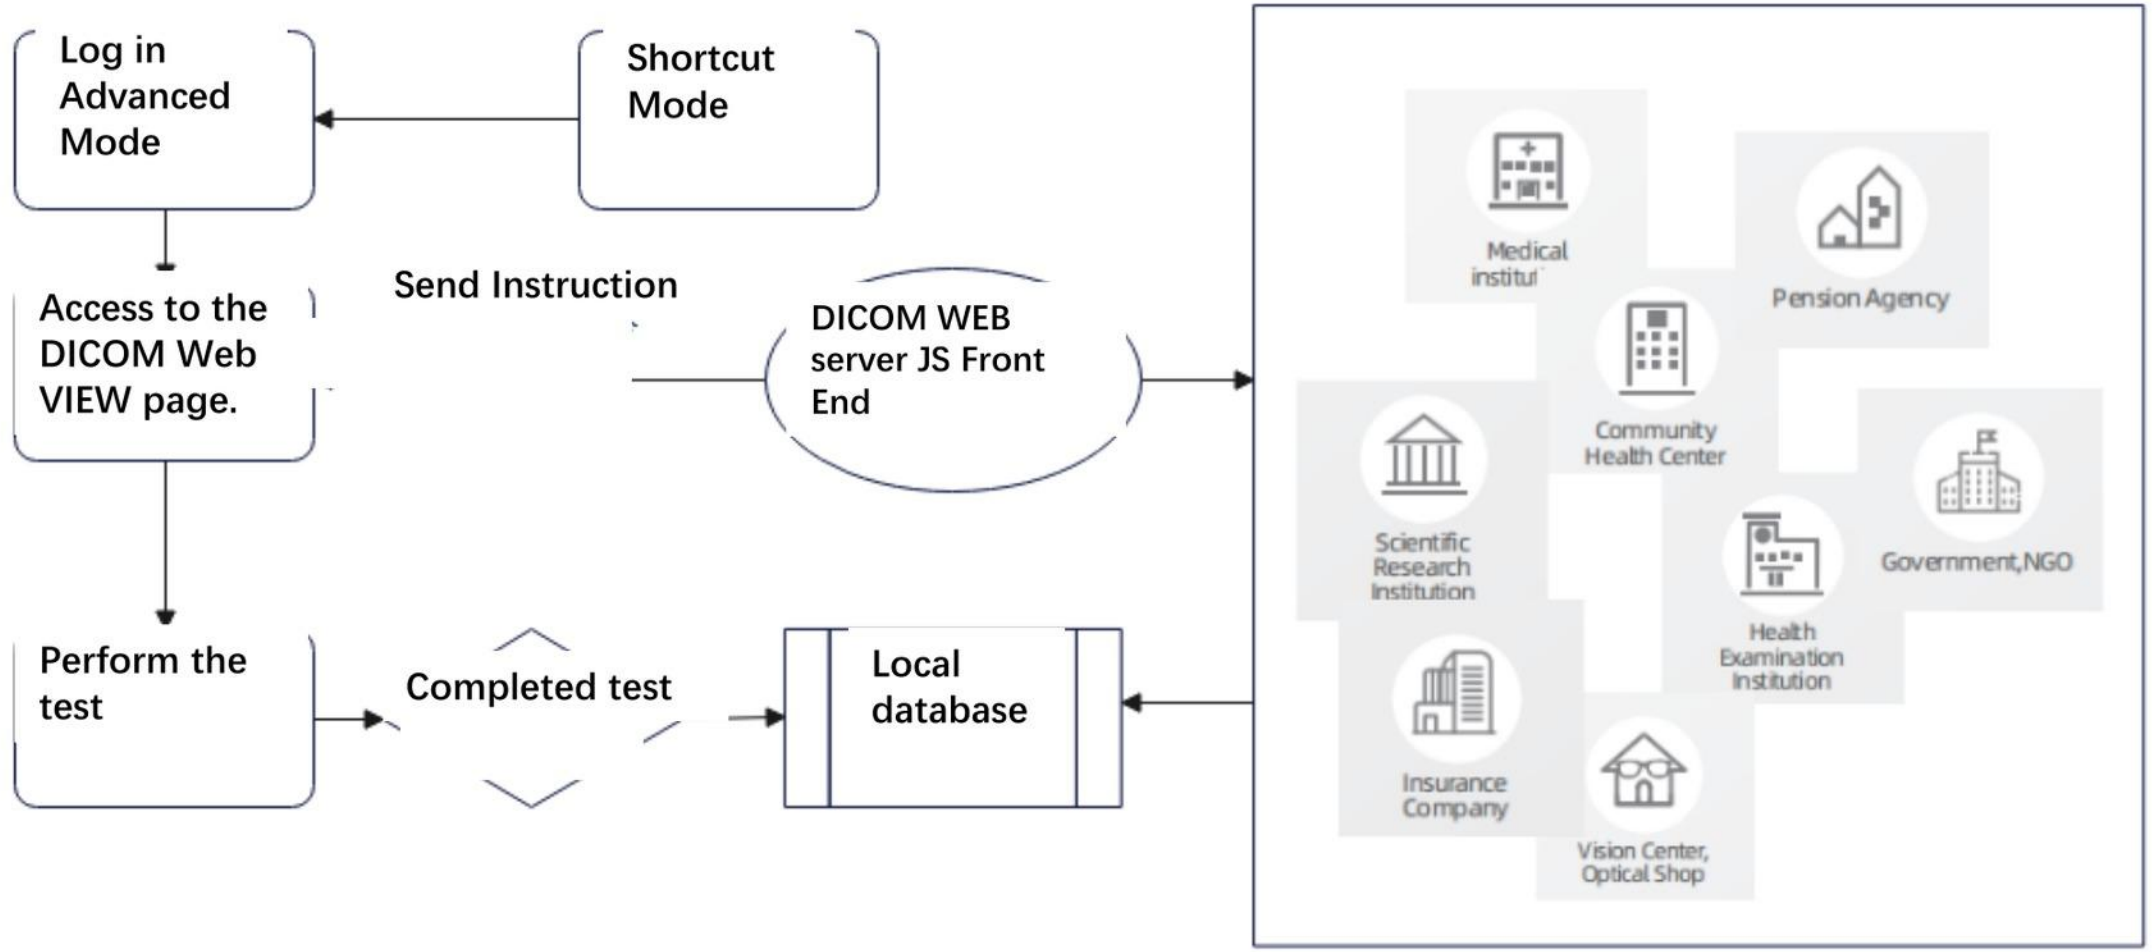 Log in
Advanced
Mode
Shortcut
Mode
Access to the
DICOM Web
VIEW page.
Send Instruction
DICOM WEB
server JS Front
End
Perform the
test
Completed test
Local
database
Medical
institut
Pension Agency
Community
Health Center
Scientific
Research
Institution
Government,NGO
Health
Examination
Institution
Insurance
Company
Vision Center,
Optical Shop